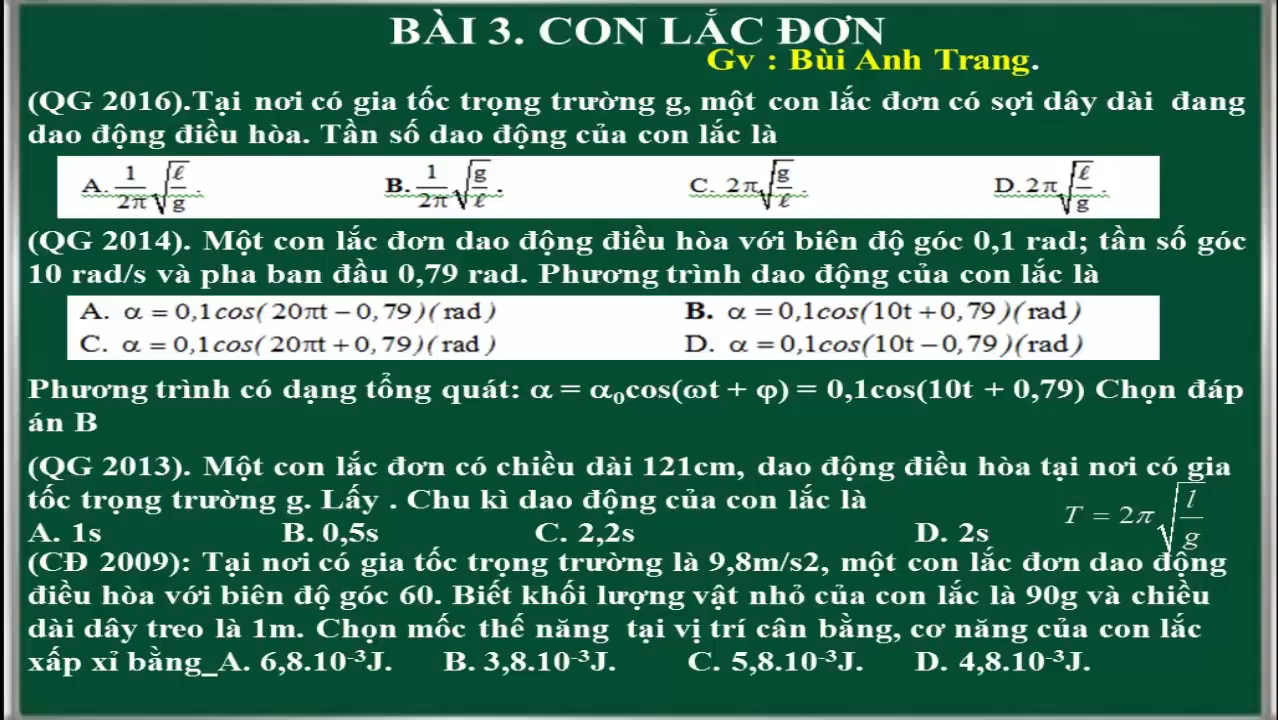 BÀI 3. CON LẮC ĐƠN
Gv : Bùi Anh Trang.
(QG 2016).Tại nơi có gia tốc trọng trường g, một con lắc đơn có sợi dây dài đang
dao động điều hòa. Tần số dao động của con lắc là
A. \frac{1}{2π}\sqrt{\frac{ℓ}{g}} . B. \frac{1}{2π}\sqrt{\frac{g}{ℓ}} . C. 2π\sqrt{\frac{g}{ℓ}} . D. 2π\sqrt{\frac{ℓ}{g}} .
(QG 2014). Một con lắc đơn dao động điều hòa với biên độ góc 0,1 rad; tần số góc
10 rad/s và pha ban đầu 0,79 rad. Phương trình dao động của con lắc là
A. α = 0,1cos(20πt − 0,79)(rad) B. α = 0,1cos(10t + 0,79)(rad)
C. α = 0,1cos(20πt + 0,79)(rad) D. α = 0,1cos(10t − 0,79)(rad)
Phương trình có dạng tổng quát: α = α₀cos(ωt + φ) = 0,1cos(10t + 0,79) Chọn đáp
án B
(QG 2013). Một con lắc đơn có chiều dài 121cm, dao động điều hòa tại nơi có gia
tốc trọng trường g. Lấy . Chu kì dao động của con lắc là
T = 2π\sqrt{\frac{l}{g}}
A. 1s B. 0,5s C. 2,2s D. 2s
(CĐ 2009): Tại nơi có gia tốc trọng trường là 9,8m/s2, một con lắc đơn dao động
điều hòa với biên độ góc 60. Biết khối lượng vật nhỏ của con lắc là 90g và chiều
dài dây treo là 1m. Chọn mốc thế năng tại vị trí cân bằng, cơ năng của con lắc
xấp xỉ bằng_A. 6,8.10⁻³J. B. 3,8.10⁻³J. C. 5,8.10⁻³J. D. 4,8.10⁻³J.